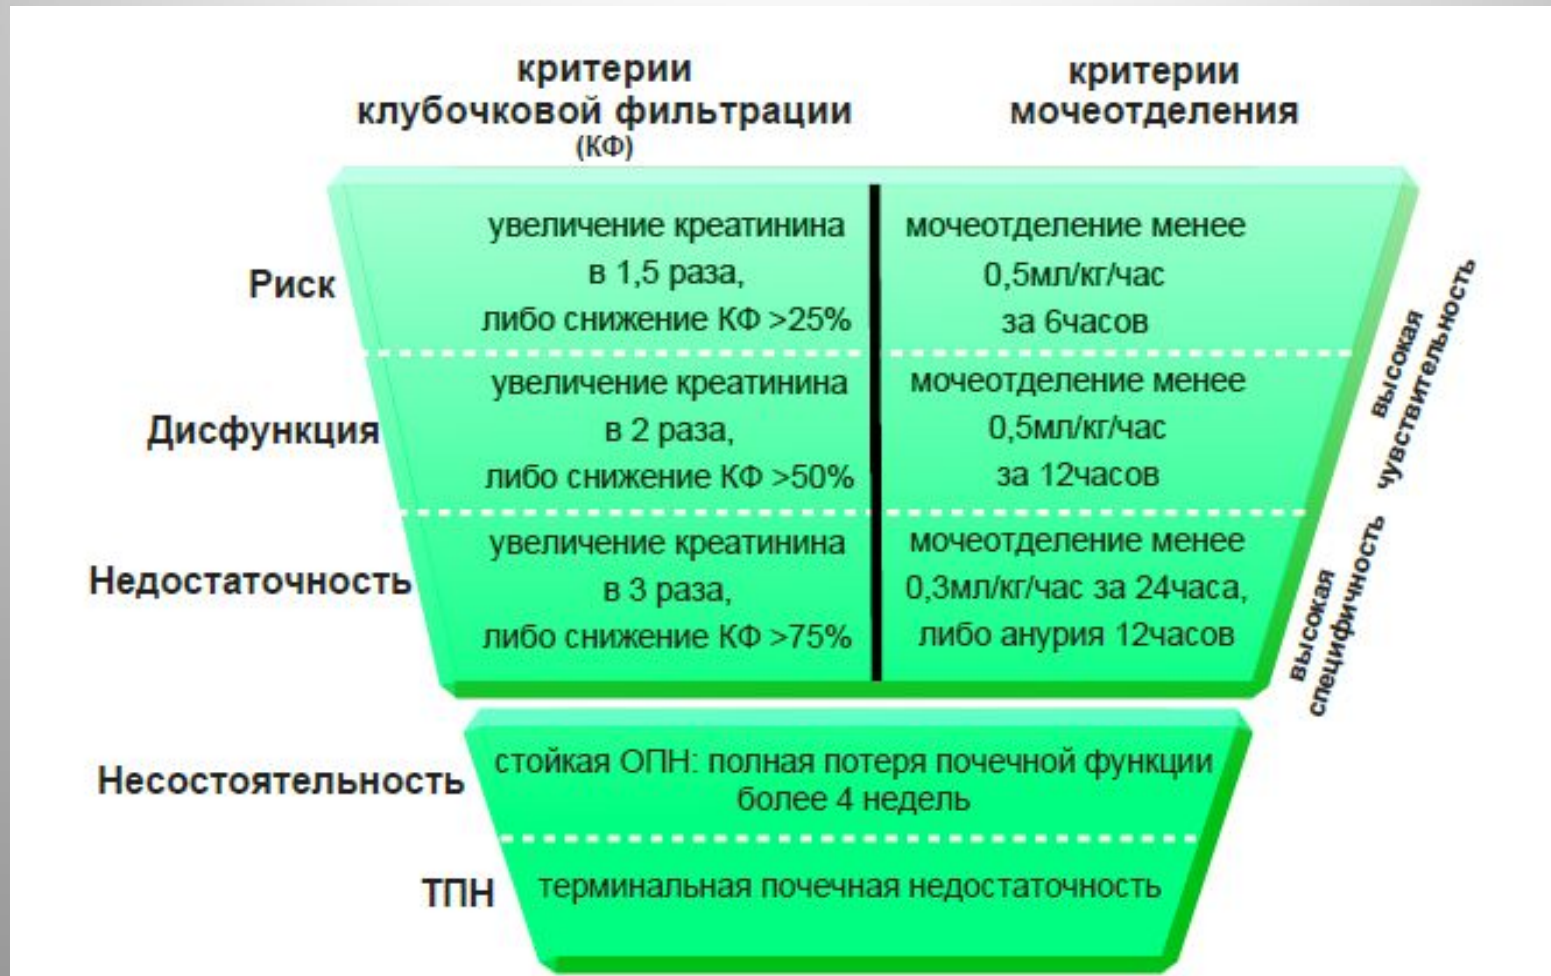 критерии
клубочковой фильтрации
(КФ)
критерии
мочеотделения
Риск
увеличение креатинина
в 1,5 раза,
либо снижение КФ >25%
мочеотделение менее
0,5мл/кг/час
за 6часов
Дисфункция
увеличение креатинина
в 2 раза,
либо снижение КФ >50%
мочеотделение менее
0,5мл/кг/час
за 12часов
Недостаточность
увеличение креатинина
в 3 раза,
либо снижение КФ >75%
мочеотделение менее
0,3мл/кг/час за 24часа,
либо анурия 12часов
высокая
чувствительность
высокая
специфичность
Несостоятельность
стойкая ОПН: полная потеря почечной функции
более 4 недель
ТПН
терминальная почечная недостаточность